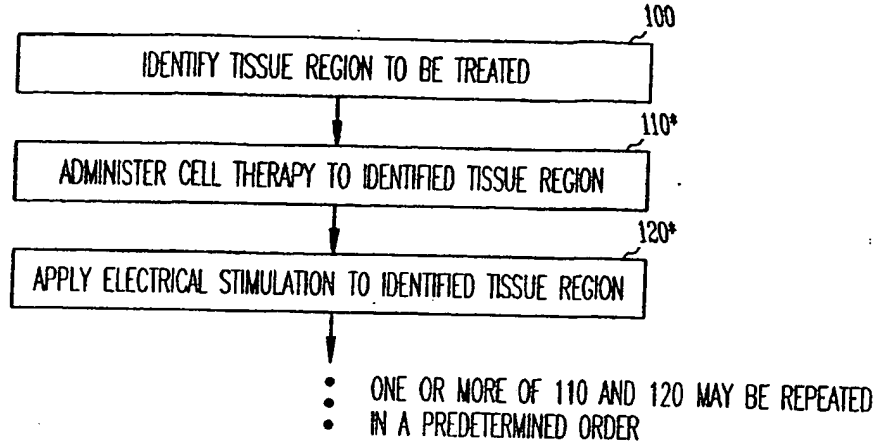 100
IDENTIFY TISSUE REGION TO BE TREATED
110*
ADMINISTER CELL THERAPY TO IDENTIFIED TISSUE REGION
120*
APPLY ELECTRICAL STIMULATION TO IDENTIFIED TISSUE REGION
ONE OR MORE OF 110 AND 120 MAY BE REPEATED
IN A PREDETERMINED ORDER